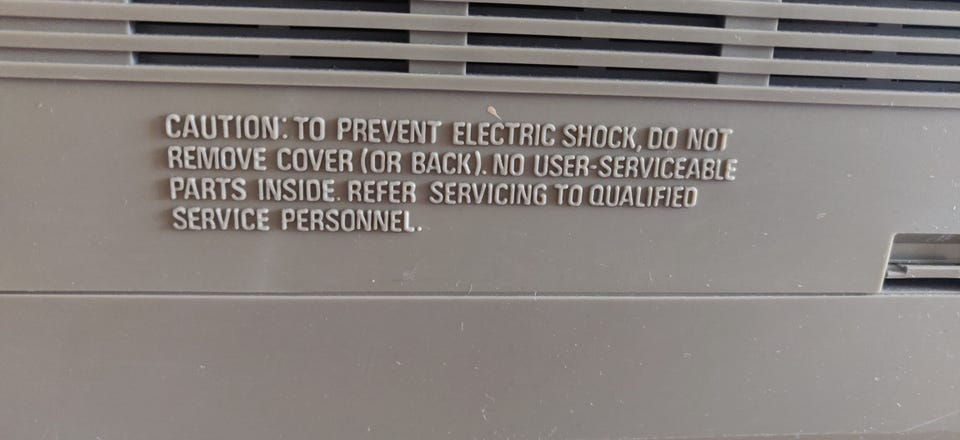 CAUTION: TO PREVENT ELECTRIC SHOCK, DO NOT
REMOVE COVER (OR BACK). NO USER-SERVICEABLE
PARTS INSIDE. REFER SERVICING TO QUALIFIED
SERVICE PERSONNEL.